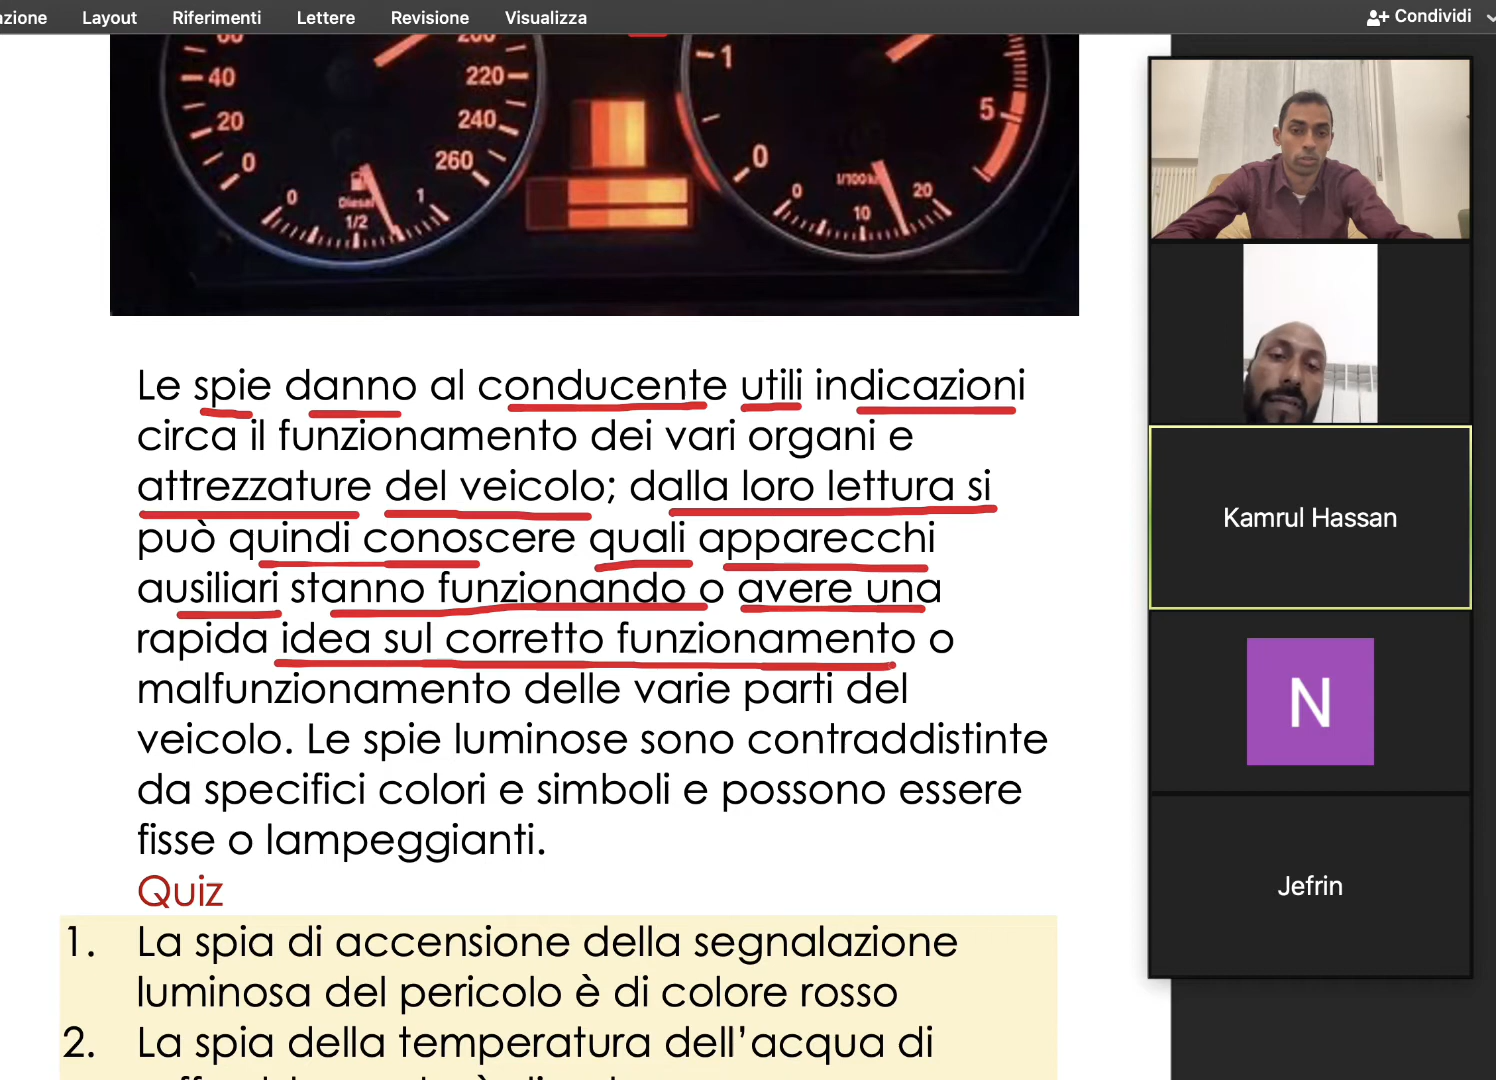 azione Layout Riferimenti Lettere Revisione Visualizza Condividi
60 200
40 220 1
20 240 5
0 260 0
0 Diesel 1/2 1
l/100km 0 10 20
Le spie danno al conducente utili indicazioni
circa il funzionamento dei vari organi e
attrezzature del veicolo; dalla loro lettura si
può quindi conoscere quali apparecchi
ausiliari stanno funzionando o avere una
rapida idea sul corretto funzionamento o
malfunzionamento delle varie parti del
veicolo. Le spie luminose sono contraddistinte
da specifici colori e simboli e possono essere
fisse o lampeggianti.
Quiz
1. La spia di accensione della segnalazione
luminosa del pericolo è di colore rosso
2. La spia della temperatura dell'acqua di
Kamrul Hassan
N
Jefrin